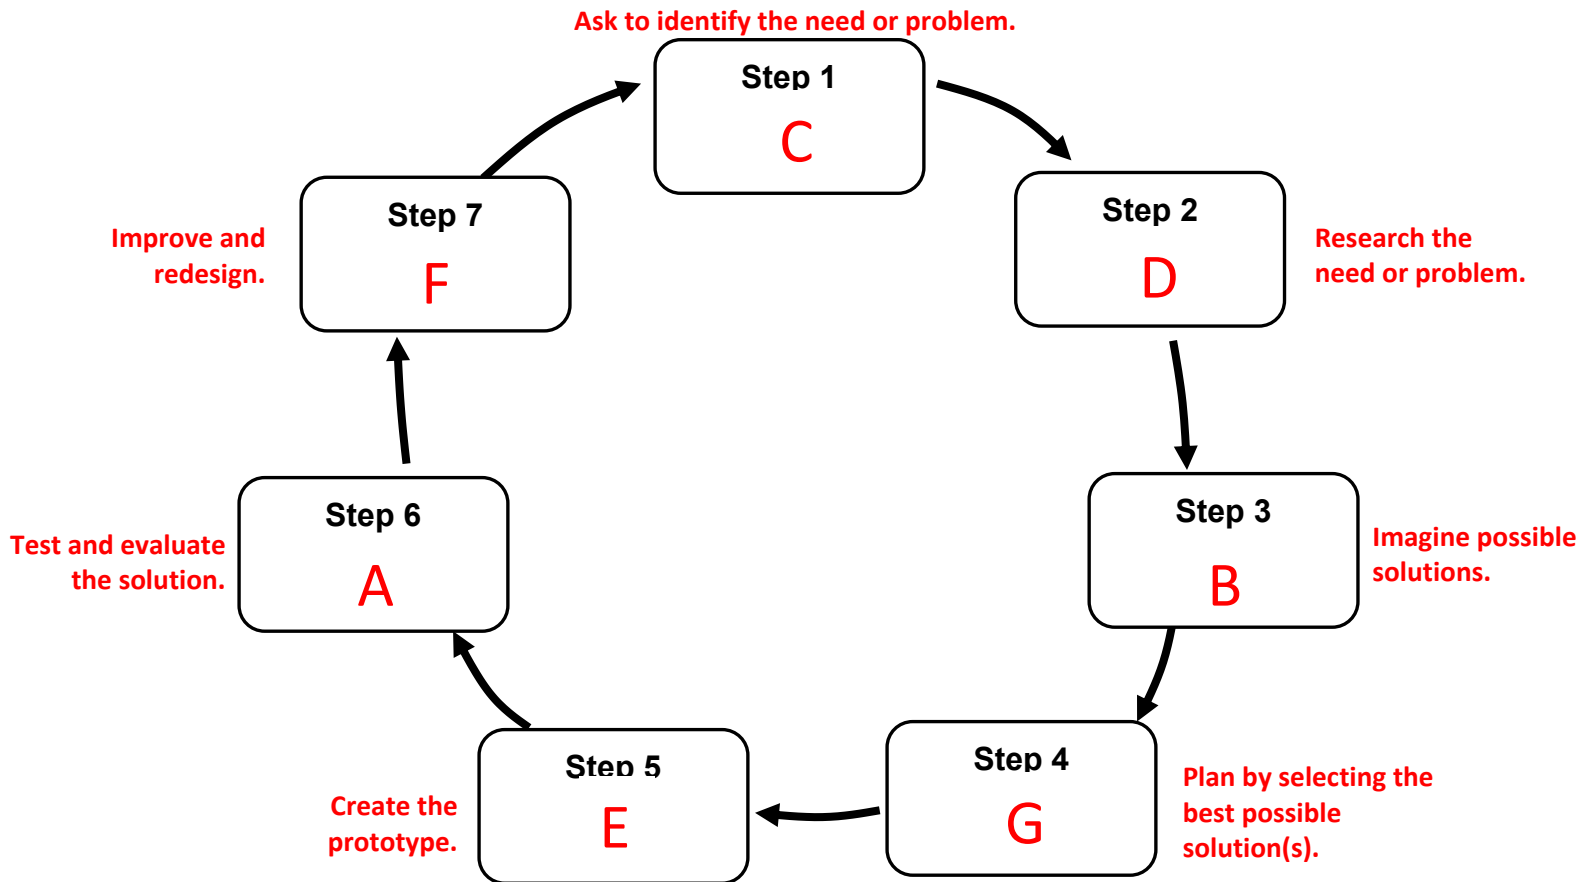 Ask to identify the need or problem.
Step 1
C
Step 2
D
Research the
need or problem.
Step 3
B
Imagine possible
solutions.
Step 4
G
Plan by selecting the
best possible
solution(s).
Step 5
E
Create the
prototype.
Step 6
A
Test and evaluate
the solution.
Step 7
F
Improve and
redesign.